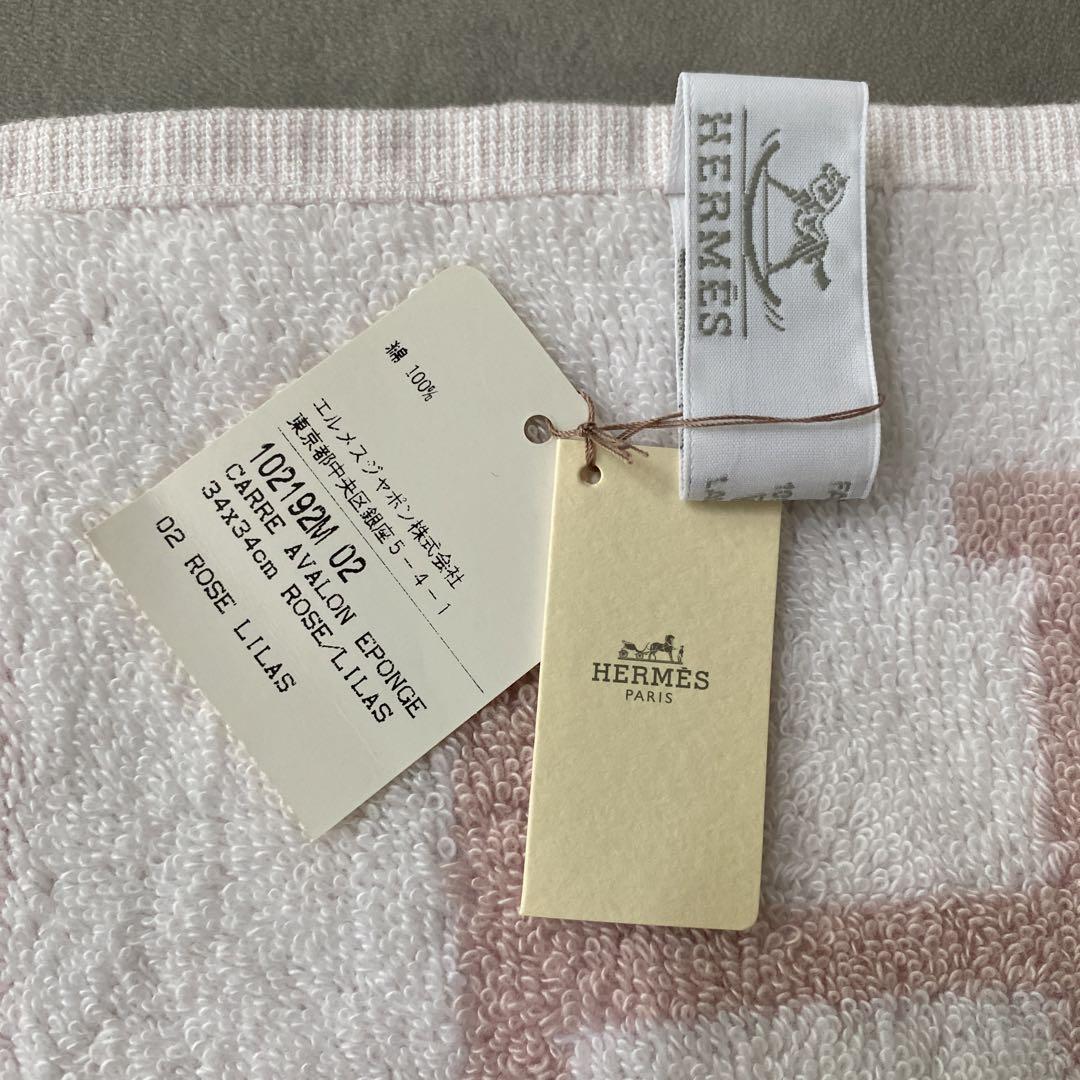 HERMÈS
綿 100%
エルメスジャポン株式会社
東京都中央区銀座5-4-1
102192M 02
CARRE AVALON EPONGE
34x34cm ROSE/LILAS
02 ROSE LILAS
HERMÈS
PARIS